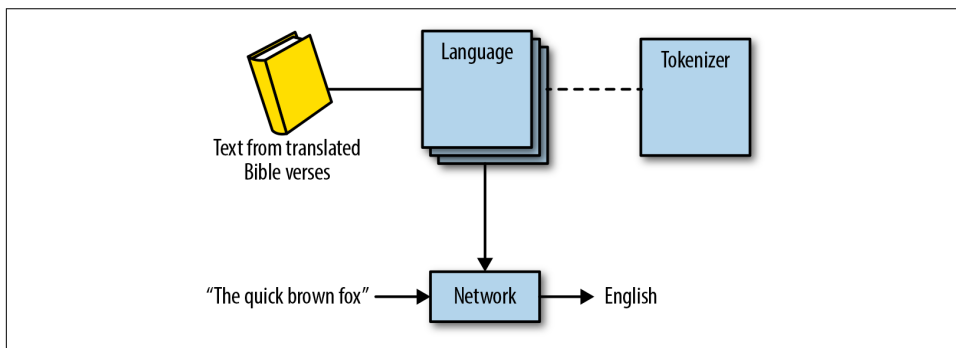 Language
Tokenizer
Text from translated
Bible verses
“The quick brown fox”
Network
English